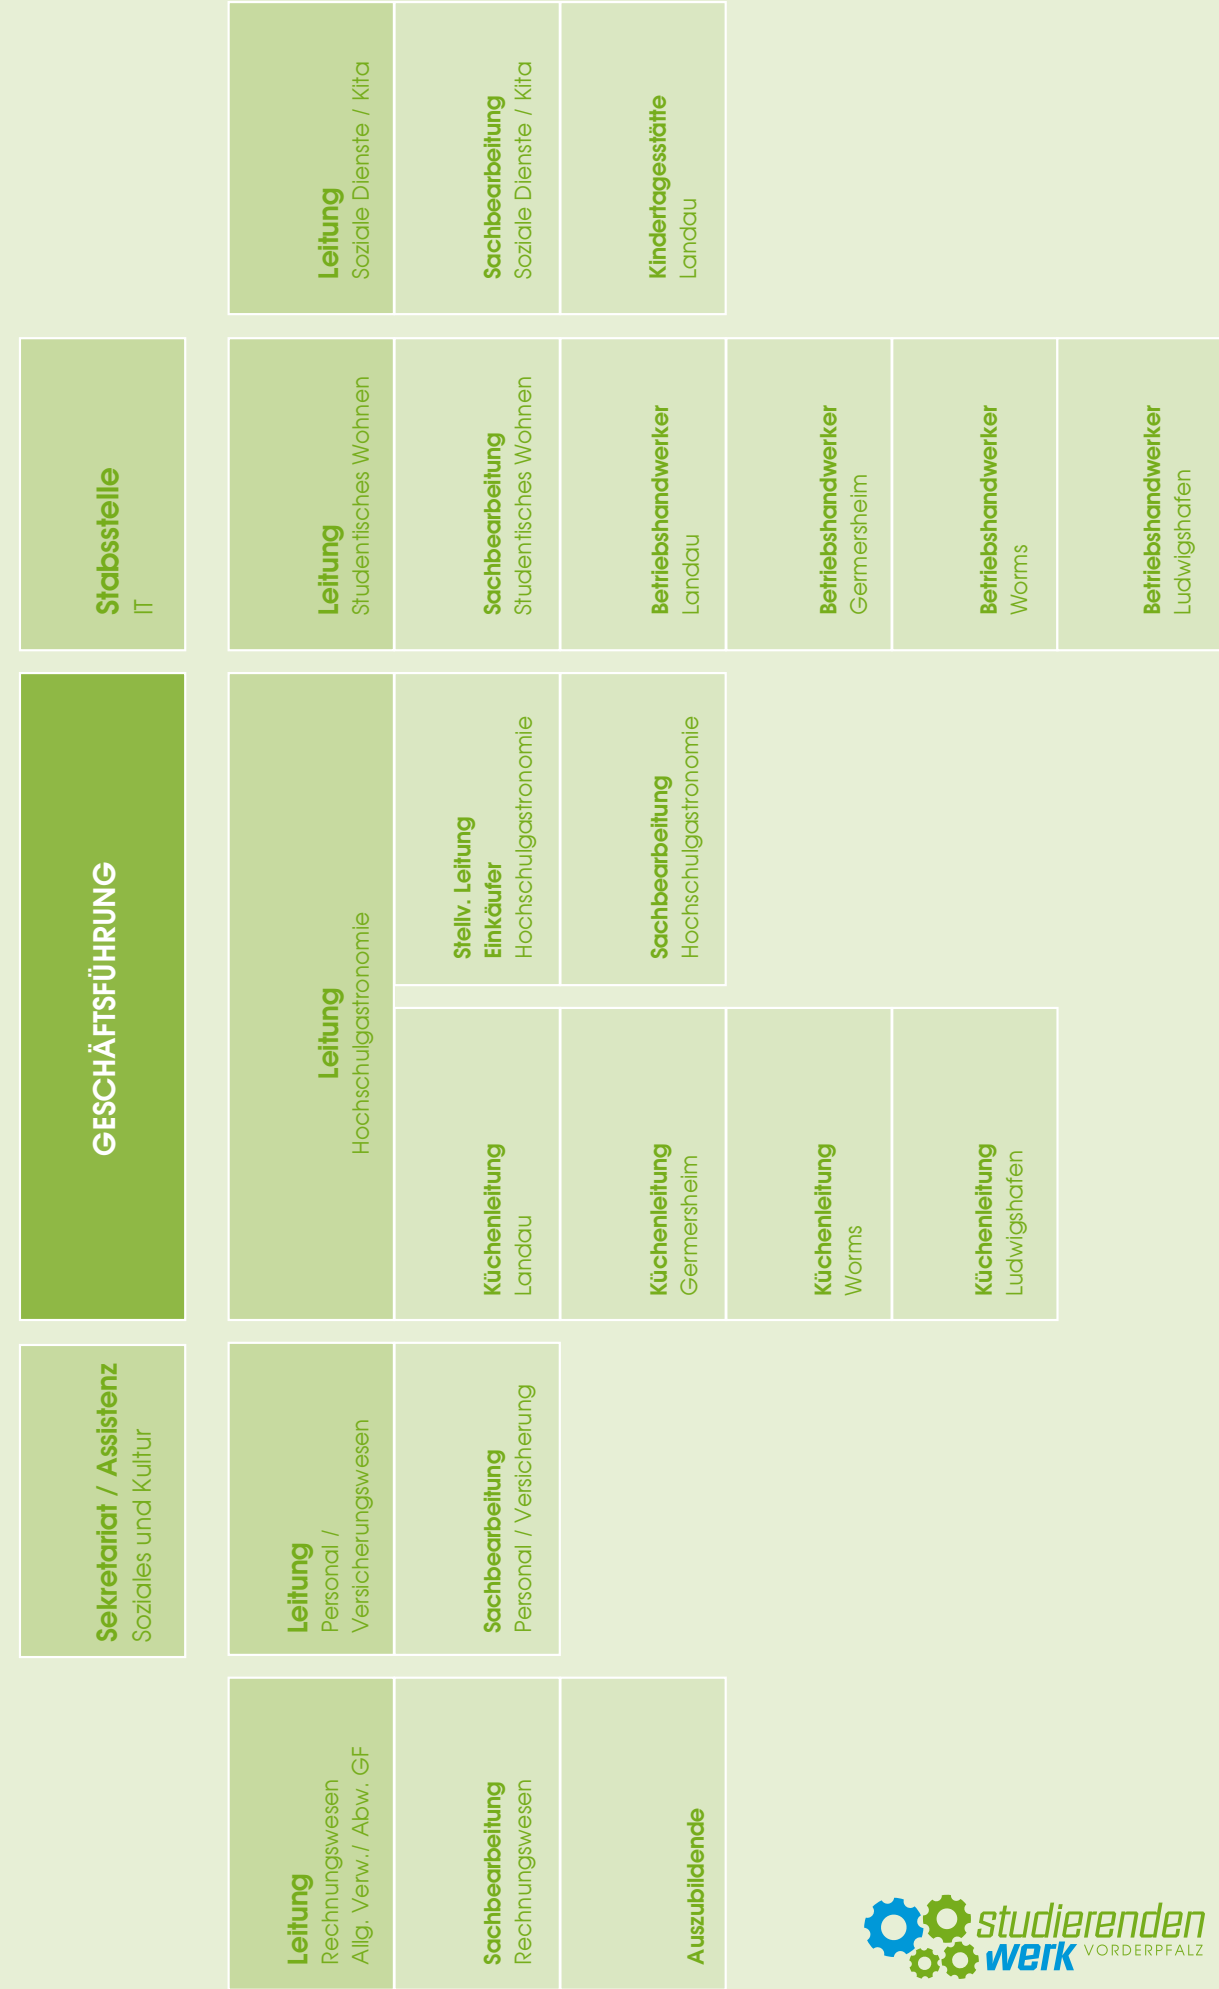 Sekretariat / Assistenz
Soziales und Kultur
GESCHÄFTSFÜHRUNG
Stabsstelle
IT
Leitung
Rechnungswesen
Allg. Verw./ Abw. GF
Sachbearbeitung
Rechnungswesen
Auszubildende
Leitung
Personal /
Versicherungswesen
Sachbearbeitung
Personal / Versicherung
Leitung
Hochschulgastronomie
Küchenleitung
Landau
Küchenleitung
Germersheim
Küchenleitung
Worms
Küchenleitung
Ludwigshafen
Stellv. Leitung
Einkäufer
Hochschulgastronomie
Sachbearbeitung
Hochschulgastronomie
Leitung
Studentisches Wohnen
Sachbearbeitung
Studentisches Wohnen
Betriebshandwerker
Landau
Betriebshandwerker
Germersheim
Betriebshandwerker
Worms
Betriebshandwerker
Ludwigshafen
Leitung
Soziale Dienste / Kita
Sachbearbeitung
Soziale Dienste / Kita
Kindertagesstätte
Landau
studierenden
werk VORDERPFALZ